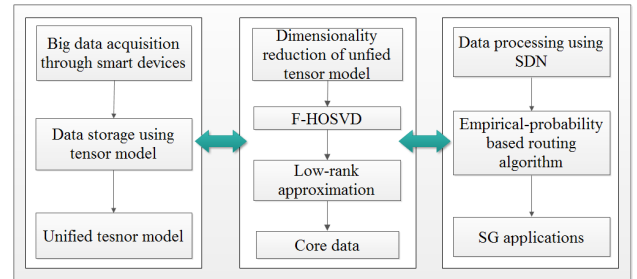 Big data acquisition
through smart devices
Data storage using
tensor model
Unified tesnor model
Dimensionality
reduction of unfied
tensor model
F-HOSVD
Low-rank
approximation
Core data
Data processing using
SDN
Empirical-probability
based routing
algorithm
SG applications